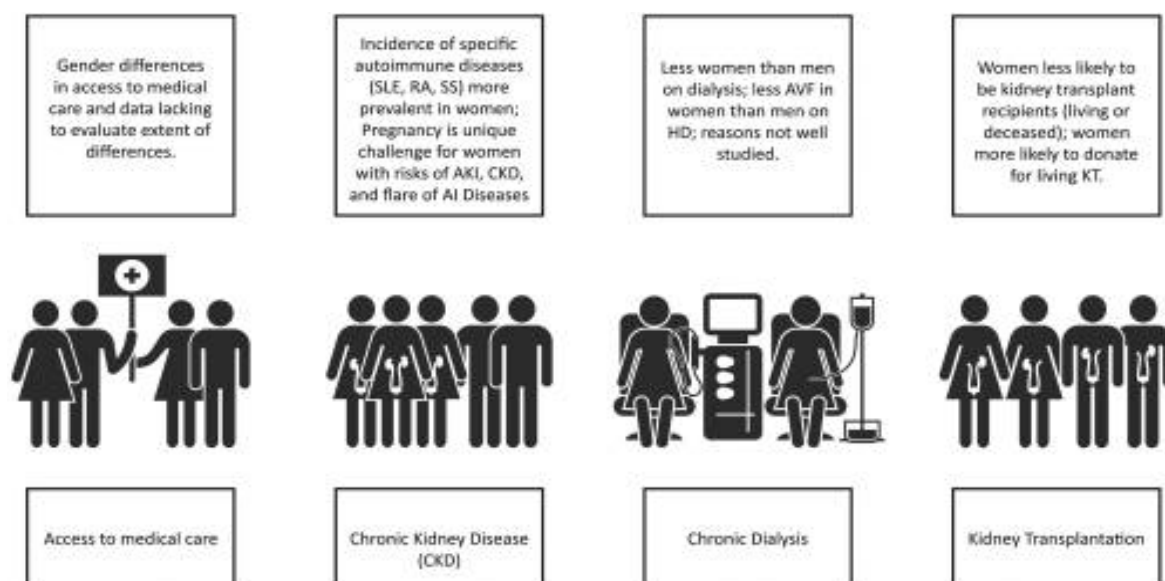 Gender differences
in access to medical
care and data lacking
to evaluate extent of
differences.
Incidence of specific
autoimmune diseases
(SLE, RA, SS) more
prevalent in women;
Pregnancy is unique
challenge for women
with risks of AKI, CKD,
and flare of AI Diseases
Less women than men
on dialysis; less AVF in
women than men on
HD; reasons not well
studied.
Women less likely to
be kidney transplant
recipients (living or
deceased); women
more likely to donate
for living KT.
Access to medical care
Chronic Kidney Disease
(CKD)
Chronic Dialysis
Kidney Transplantation